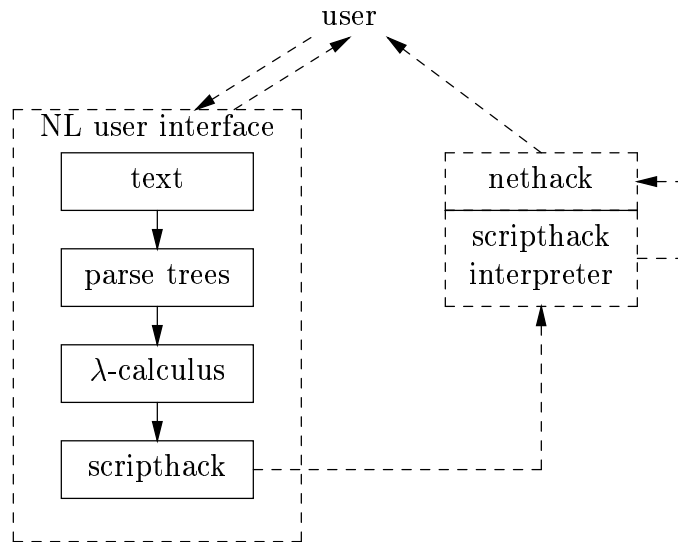 user
NL user interface
text
parse trees
λ-calculus
scripthack
nethack
scripthack
interpreter